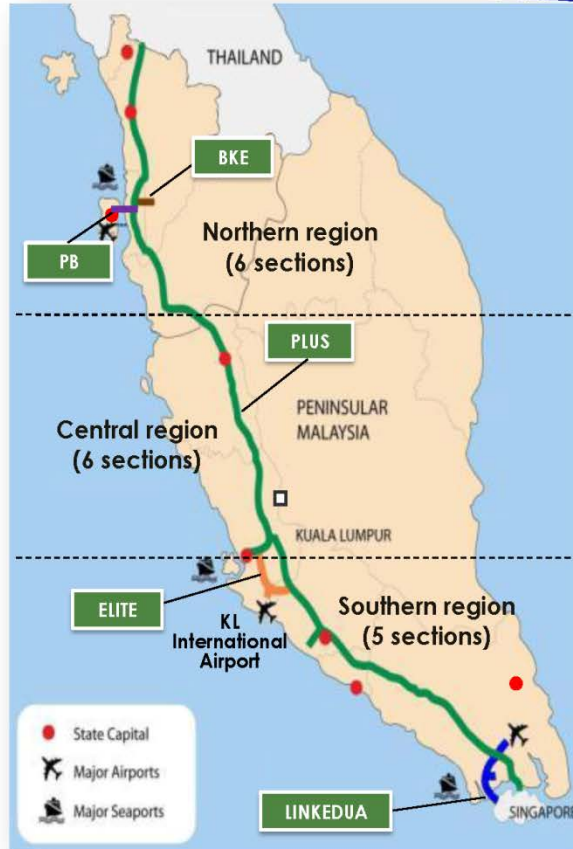 THAILAND
BKE
Northern region
(6 sections)
PB
PLUS
PENINSULAR
MALAYSIA
Central region
(6 sections)
KUALA LUMPUR
ELITE
KL
International
Airport
Southern region
(5 sections)
State Capital
Major Airports
Major Seaports
LINKEDUA
SINGAPORE